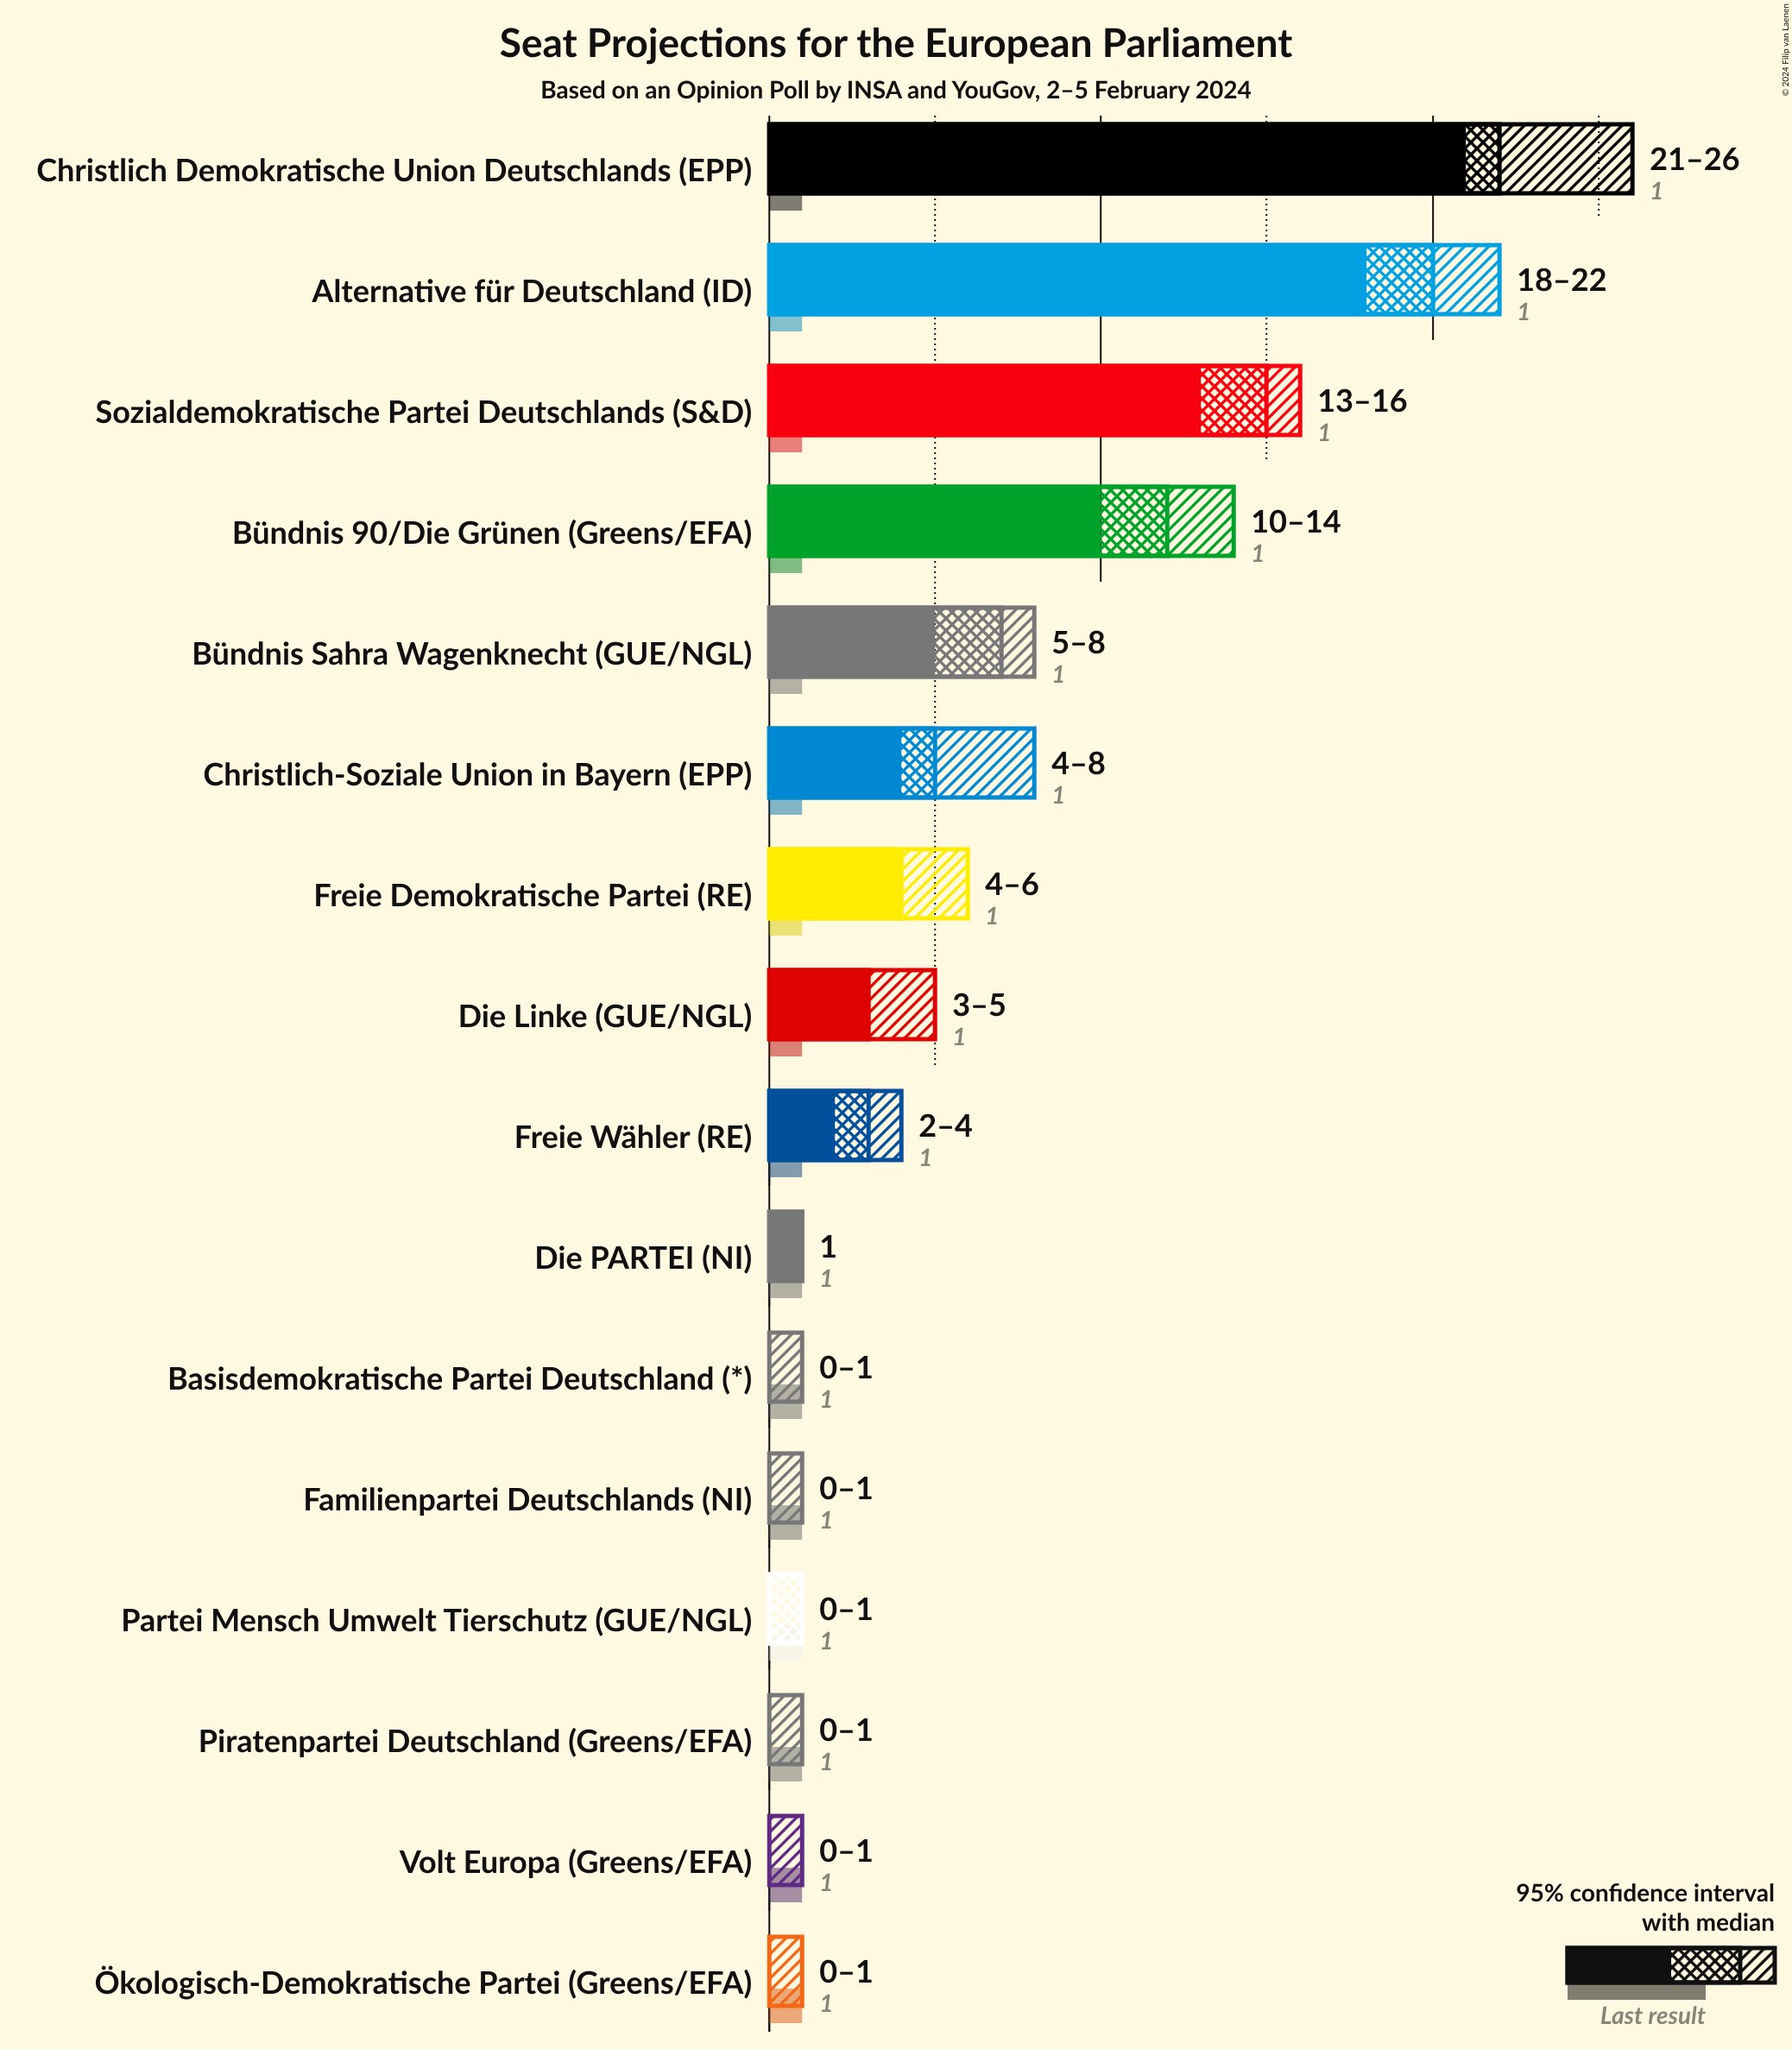 Seat Projections for the European Parliament
Based on an Opinion Poll by INSA and YouGov, 2–5 February 2024
© 2024 Filip van Laenen
Christlich Demokratische Union Deutschlands (EPP)
21–26
1
Alternative für Deutschland (ID)
18–22
1
Sozialdemokratische Partei Deutschlands (S&D)
13–16
1
Bündnis 90/Die Grünen (Greens/EFA)
10–14
1
Bündnis Sahra Wagenknecht (GUE/NGL)
5–8
1
Christlich-Soziale Union in Bayern (EPP)
4–8
1
Freie Demokratische Partei (RE)
4–6
1
Die Linke (GUE/NGL)
3–5
1
Freie Wähler (RE)
2–4
1
Die PARTEI (NI)
1
1
Basisdemokratische Partei Deutschland (*)
0–1
1
Familienpartei Deutschlands (NI)
0–1
1
Partei Mensch Umwelt Tierschutz (GUE/NGL)
0–1
1
Piratenpartei Deutschland (Greens/EFA)
0–1
1
Volt Europa (Greens/EFA)
0–1
1
Ökologisch-Demokratische Partei (Greens/EFA)
0–1
1
95% confidence interval
with median
Last result